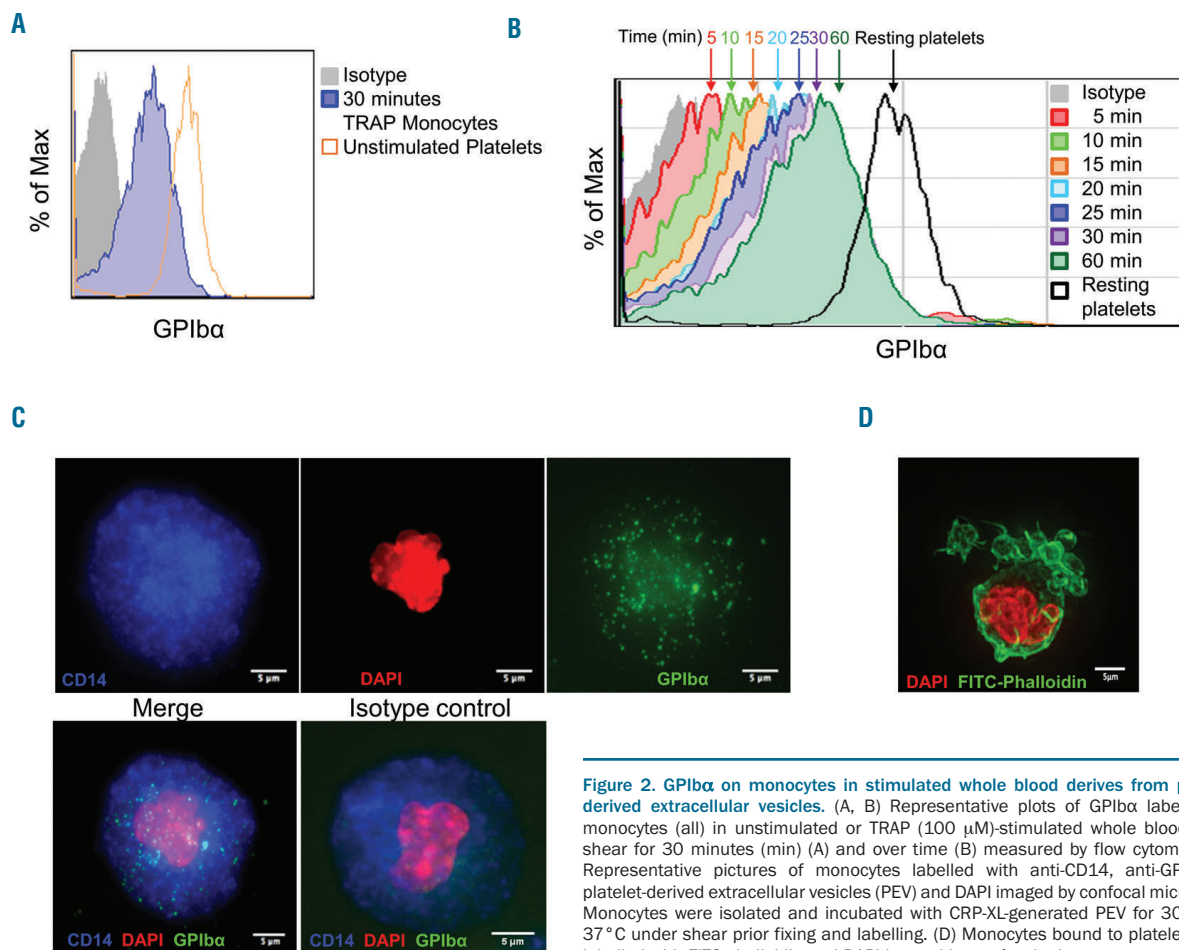 A
Isotype
30 minutes
TRAP Monocytes
Unstimulated Platelets
% of Max
GPIbα
B
Time (min) 5 10 15 20 25 30 60 Resting platelets
Isotype
5 min
10 min
15 min
20 min
25 min
30 min
60 min
Resting
platelets
% of Max
GPIbα
C
CD14
5 µm
DAPI
5 µm
GPIbα
5 µm
Merge
CD14 DAPI GPIbα
5 µm
Isotype control
CD14 DAPI GPIbα
5 µm
D
DAPI FITC-Phalloidin
5µm
Figure 2. GPIbα on monocytes in stimulated whole blood derives from
derived extracellular vesicles. (A, B) Representative plots of GPIbα
monocytes (all) in unstimulated or TRAP (100 µM)-stimulated whole
shear for 30 minutes (min) (A) and over time (B) measured by flow
Representative pictures of monocytes labelled with anti-CD14,
platelet-derived extracellular vesicles (PEV) and DAPI imaged by confocal
Monocytes were isolated and incubated with CRP-XL-generated PEV for
37°C under shear prior fixing and labelling. (D) Monocytes bound to